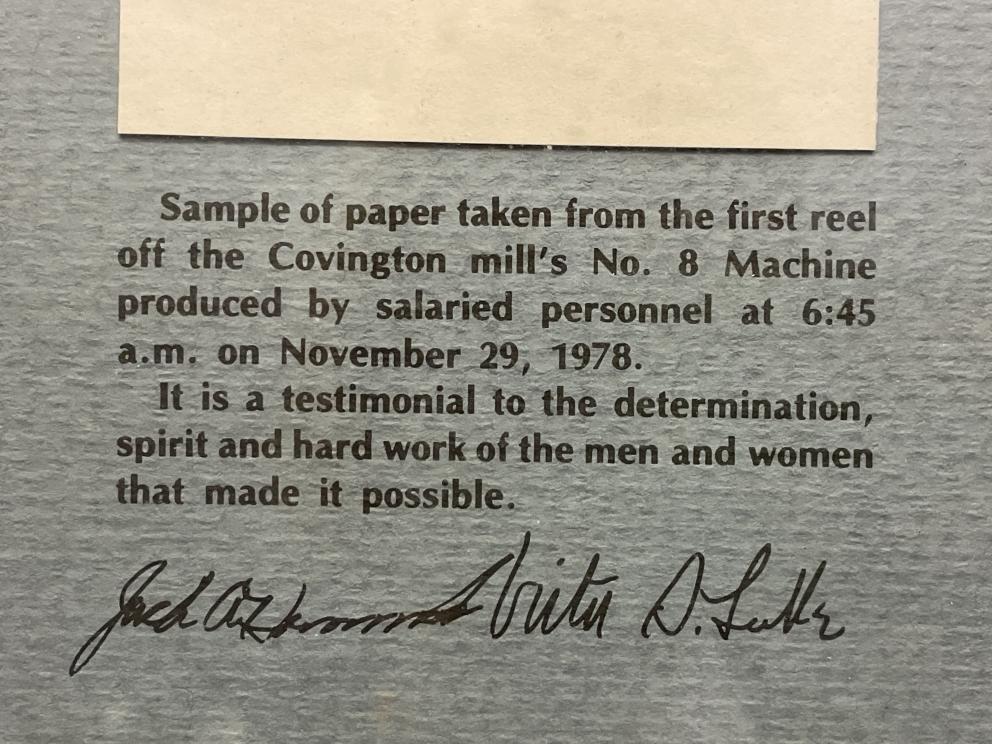 Sample of paper taken from the first reel
off the Covington mill's No. 8 Machine
produced by salaried personnel at 6:45
a.m. on November 29, 1978.
It is a testimonial to the determination,
spirit and hard work of the men and women
that made it possible.
Jack A. D. Luke